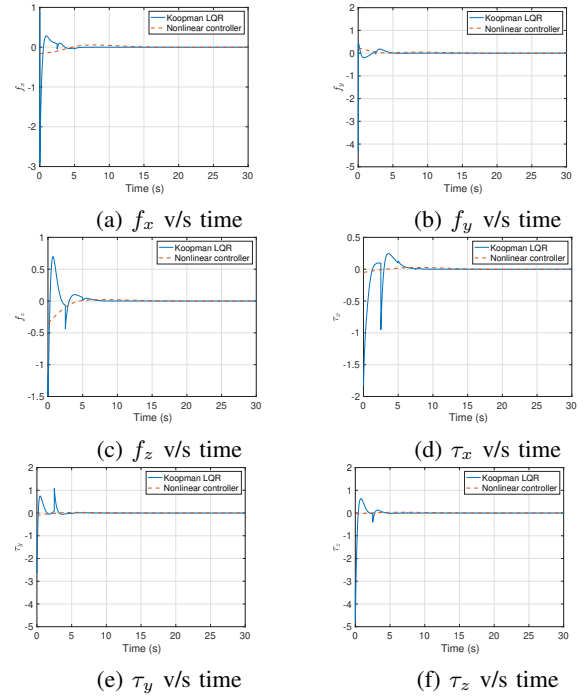 1
0
-1
-2
-3
Koopman LQR
Nonlinear controller
0 5 10 15 20 25 30
Time (s)
(a) f_x v/s time
2
1
0
-1
-2
-3
-4
-5
f_y
Koopman LQR
Nonlinear controller
0 5 10 15 20 25 30
Time (s)
(b) f_y v/s time
1
0.5
0
-0.5
-1
-1.5
f_z
Koopman LQR
Nonlinear controller
0 5 10 15 20 25 30
Time (s)
(c) f_z v/s time
0.5
0
-0.5
-1
-1.5
-2
Koopman LQR
Nonlinear controller
0 5 10 15 20 25 30
Time (s)
(d) τ_x v/s time
2
1
0
-1
-2
-3
-4
-5
τ_y
Koopman LQR
Nonlinear controller
0 5 10 15 20 25 30
Time (s)
(e) τ_y v/s time
2
1
0
-1
-2
-3
-4
-5
τ_z
Koopman LQR
Nonlinear controller
0 5 10 15 20 25 30
Time (s)
(f) τ_z v/s time